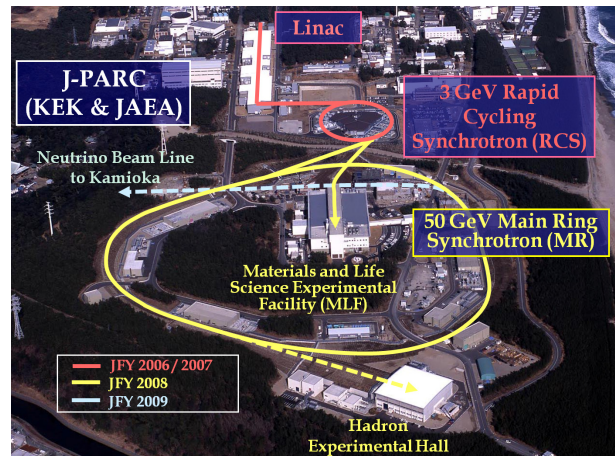 Linac
J-PARC
(KEK & JAEA)
3 GeV Rapid
Cycling
Synchrotron (RCS)
Neutrino Beam Line
to Kamioka
50 GeV Main Ring
Synchrotron (MR)
Materials and Life
Science Experimental
Facility (MLF)
JFY 2006 / 2007
JFY 2008
JFY 2009
Hadron
Experimental Hall